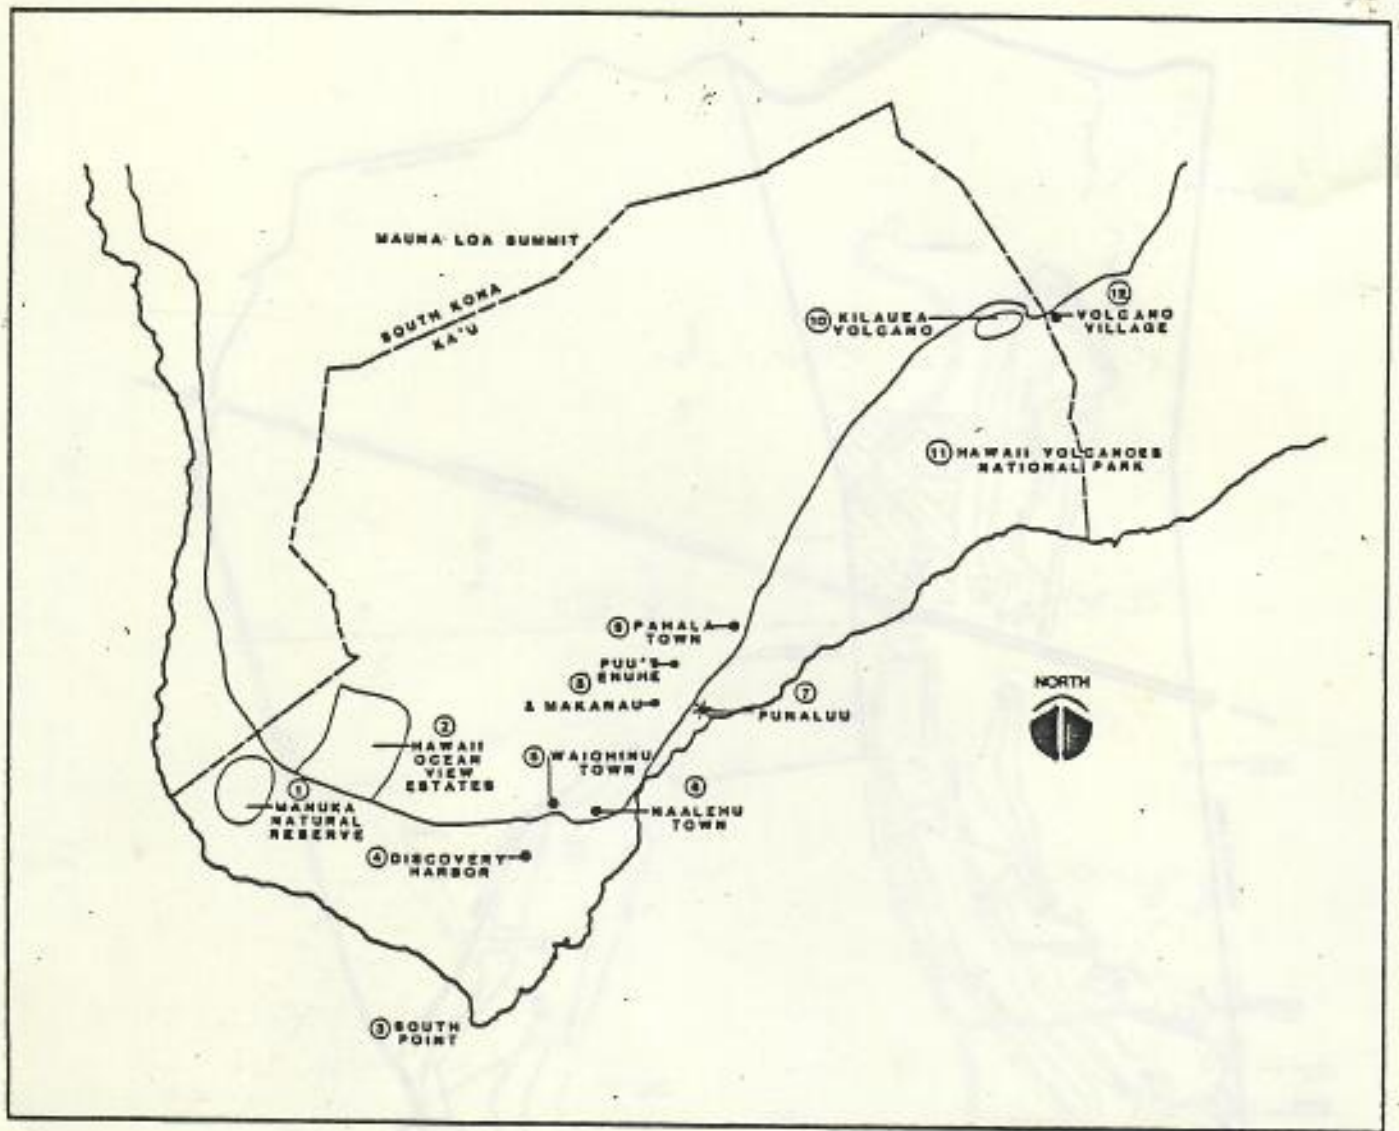 MAUNA LOA SUMMIT
SOUTH KONA
KA'U
10 KILAUEA
VOLCANO
12
VOLCANO
VILLAGE
11 HAWAII VOLCANOES
NATIONAL PARK
9 PAHALA
TOWN
PUU'S
ENUHE
8
& MAKANAU
7
PUNALUU
NORTH
2
HAWAII
OCEAN
VIEW
ESTATES
5 WAIOHINU
TOWN
6
NAALEHU
TOWN
1
MANUKA
NATURAL
RESERVE
4 DISCOVERY
HARBOR
3 SOUTH
POINT